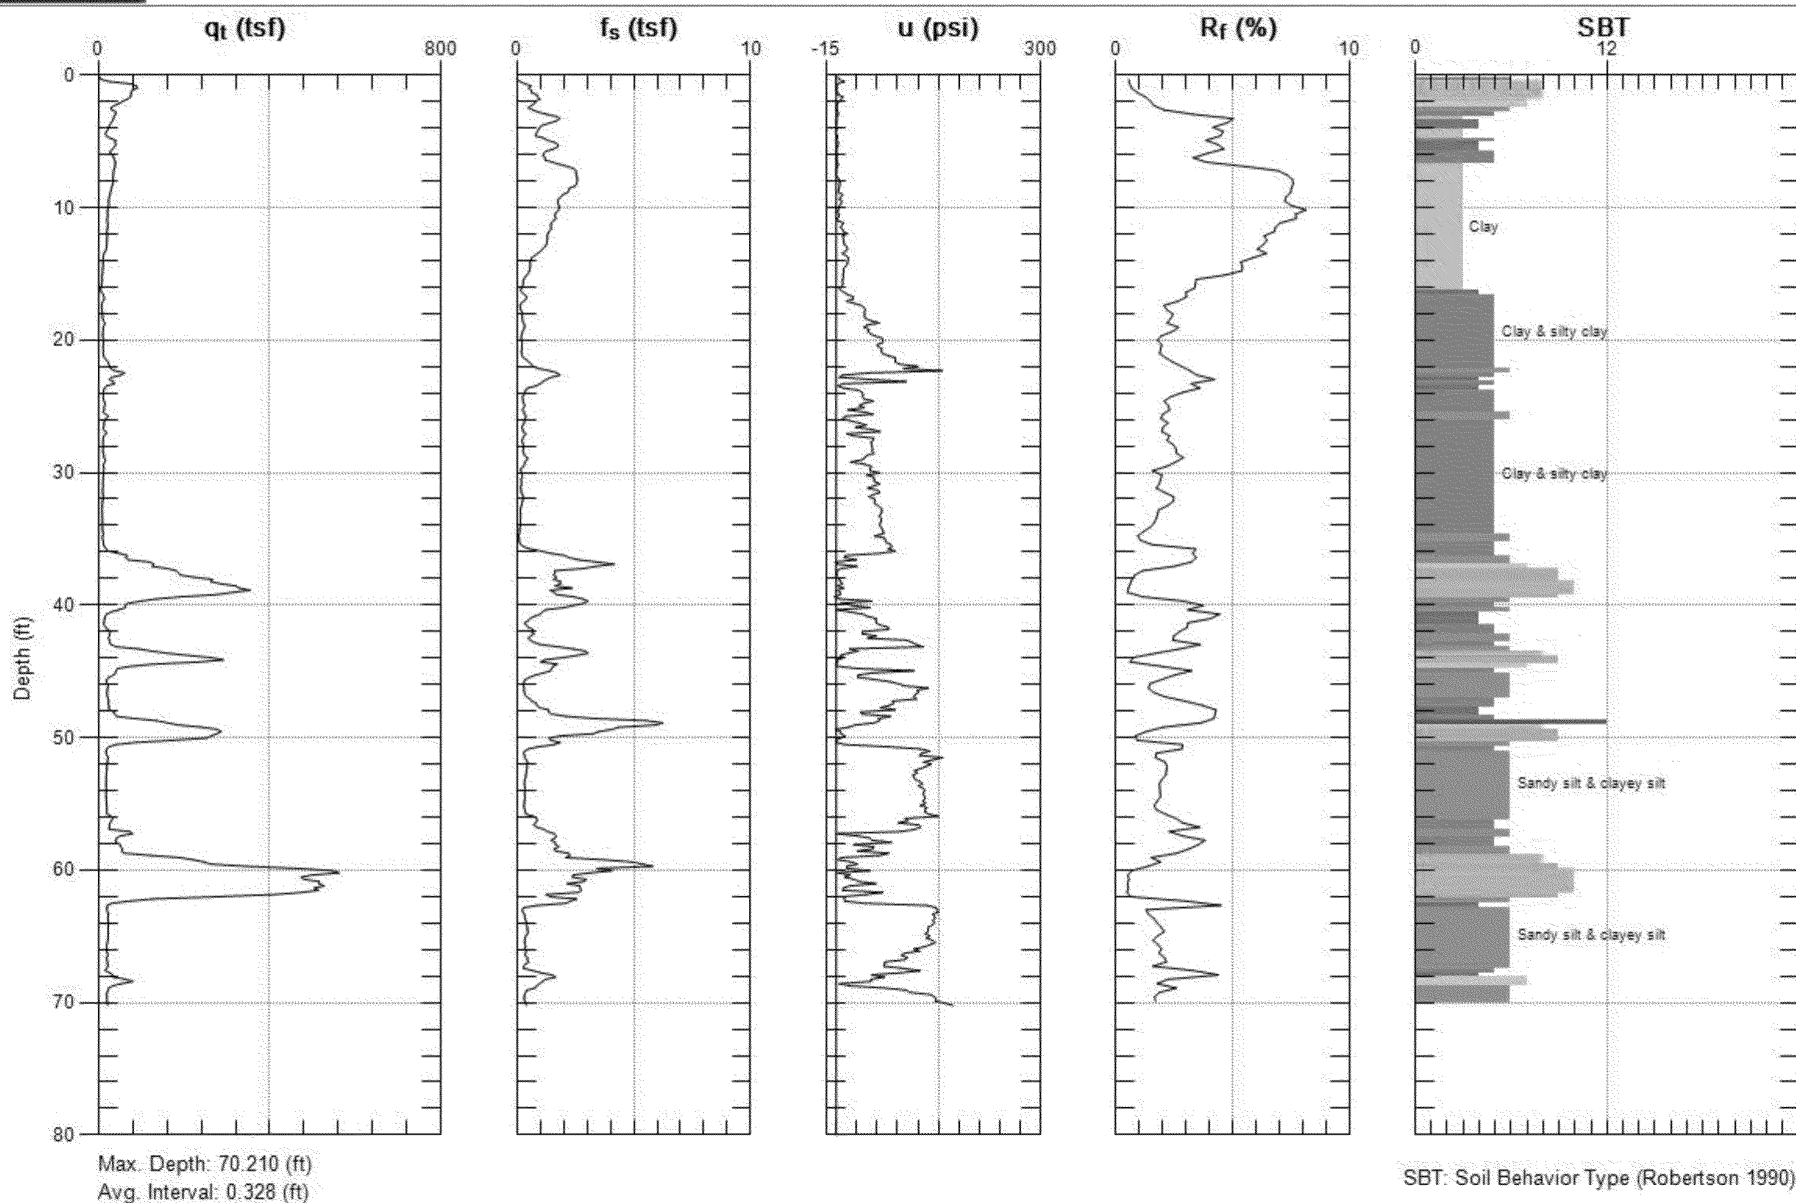 qt (tsf) fs (tsf) u (psi) Rf (%) SBT
0 800 0 10 -15 300 0 10 0 12
0
10
Clay
Clay & silty clay
20
30
Clay & silty clay
40
Depth (ft)
50
Sandy silt & clayey silt
60
Sandy silt & clayey silt
70
80
Max. Depth: 70.210 (ft)
Avg. Interval: 0.328 (ft)
SBT: Soil Behavior Type (Robertson 1990)